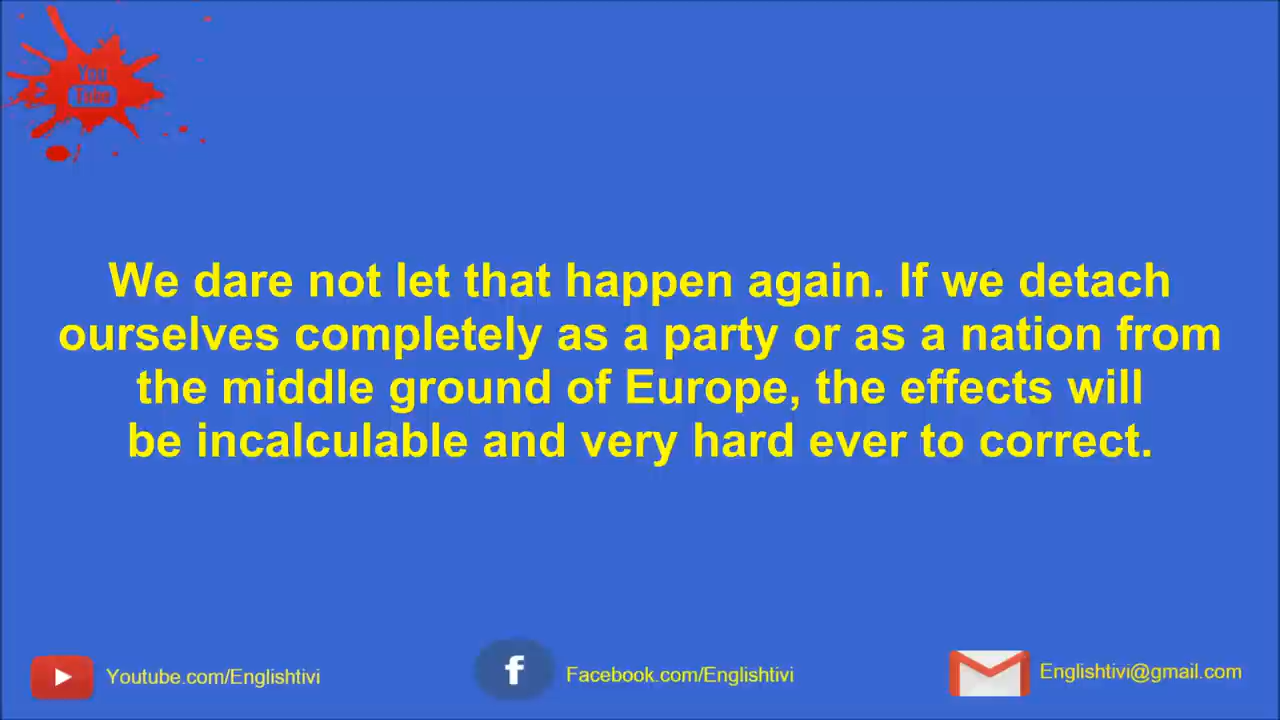 You
Tube
We dare not let that happen again. If we detach
ourselves completely as a party or as a nation from
the middle ground of Europe, the effects will
be incalculable and very hard ever to correct.
Youtube.com/Englishtivi
f
Facebook.com/Englishtivi
Englishtivi@gmail.com